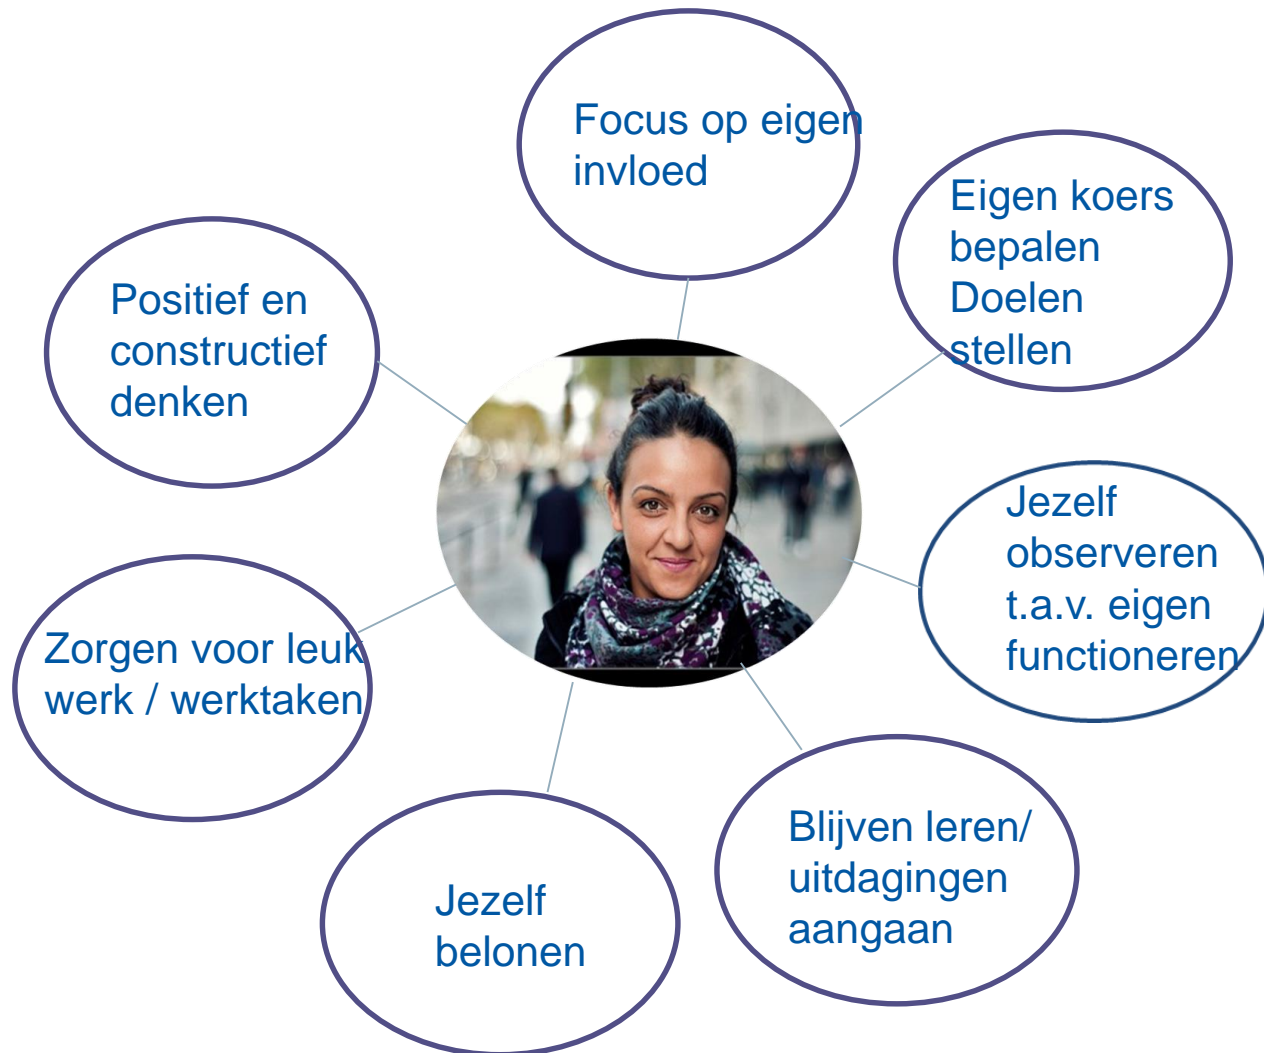 Focus op eigen
invloed
Eigen koers
bepalen
Doelen
stellen
Positief en
constructief
denken
Jezelf
observeren
t.a.v. eigen
functioneren
Zorgen voor leuk
werk / werktaken
Blijven leren/
uitdagingen
aangaan
Jezelf
belonen